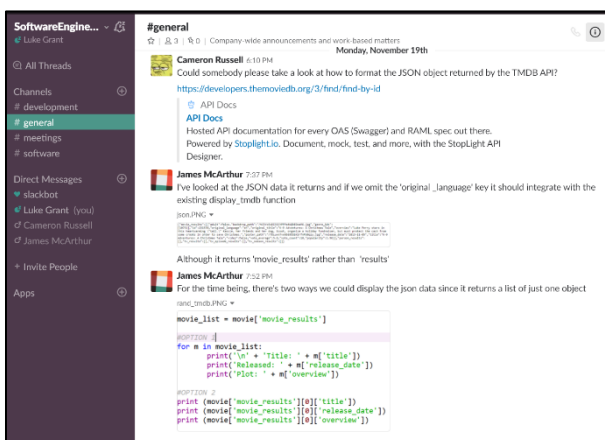 SoftwareEngine...
Luke Grant
All Threads
Channels
# development
# general
# meetings
# software
Direct Messages
slackbot
Luke Grant (you)
Cameron Russell
James McArthur
+ Invite People
Apps
#general
3 | 0 | Company-wide announcements and work-based matters
Monday, November 19th
Cameron Russell 6:10 PM
Could somebody please take a look at how to format the JSON object returned by the TMDB API?
https://developers.themoviedb.org/3/find/find-by-id
API Docs
API Docs
Hosted API documentation for every OAS (Swagger) and RAML spec out there.
Powered by Stoplight.io. Document, mock, test, and more, with the StopLight API
Designer.
James McArthur 7:37 PM
I've looked at the JSON data it returns and if we omit the 'original _language' key it should integrate with the
existing display_tmdb function
json.PNG
Although it returns 'movie_results' rather than 'results'
James McArthur 7:52 PM
For the time being, there's two ways we could display the json data since it returns a list of just one object
rand_tmdb.PNG
movie_list = movie['movie_results']
#OPTION 1
for m in movie_list:
print('\n' + 'Title: ' + m['title'])
print('Released: ' + m['release_date'])
print('Plot: ' + m['overview'])
#OPTION 2
print (movie['movie_results'][0]['title'])
print (movie['movie_results'][0]['release_date'])
print (movie['movie_results'][0]['overview'])